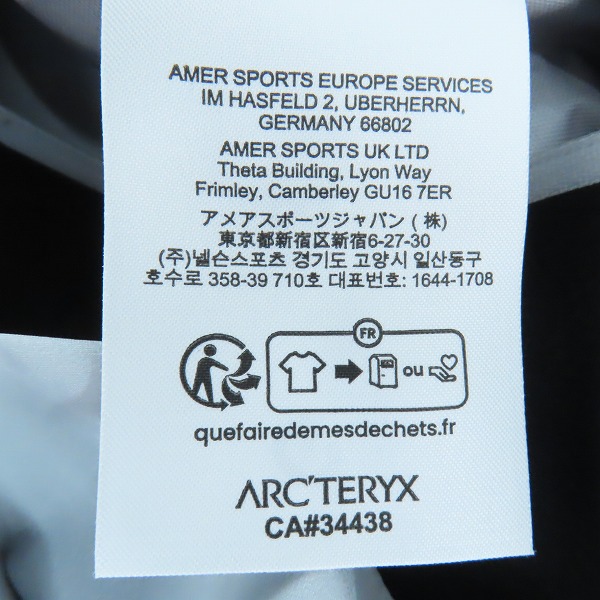 AMER SPORTS EUROPE SERVICES
IM HASFELD 2, UBERHERRN,
GERMANY 66802
AMER SPORTS UK LTD
Theta Building, Lyon Way
Frimley, Camberley GU16 7ER
アメアスポーツジャパン (株)
東京都新宿区新宿6-27-30
(주)넬슨스포츠 경기도 고양시 일산동구
호수로 358-39 710호 대표번호: 1644-1708
FR
ou
quefairedemesdechets.fr
ARC'TERYX
CA#34438